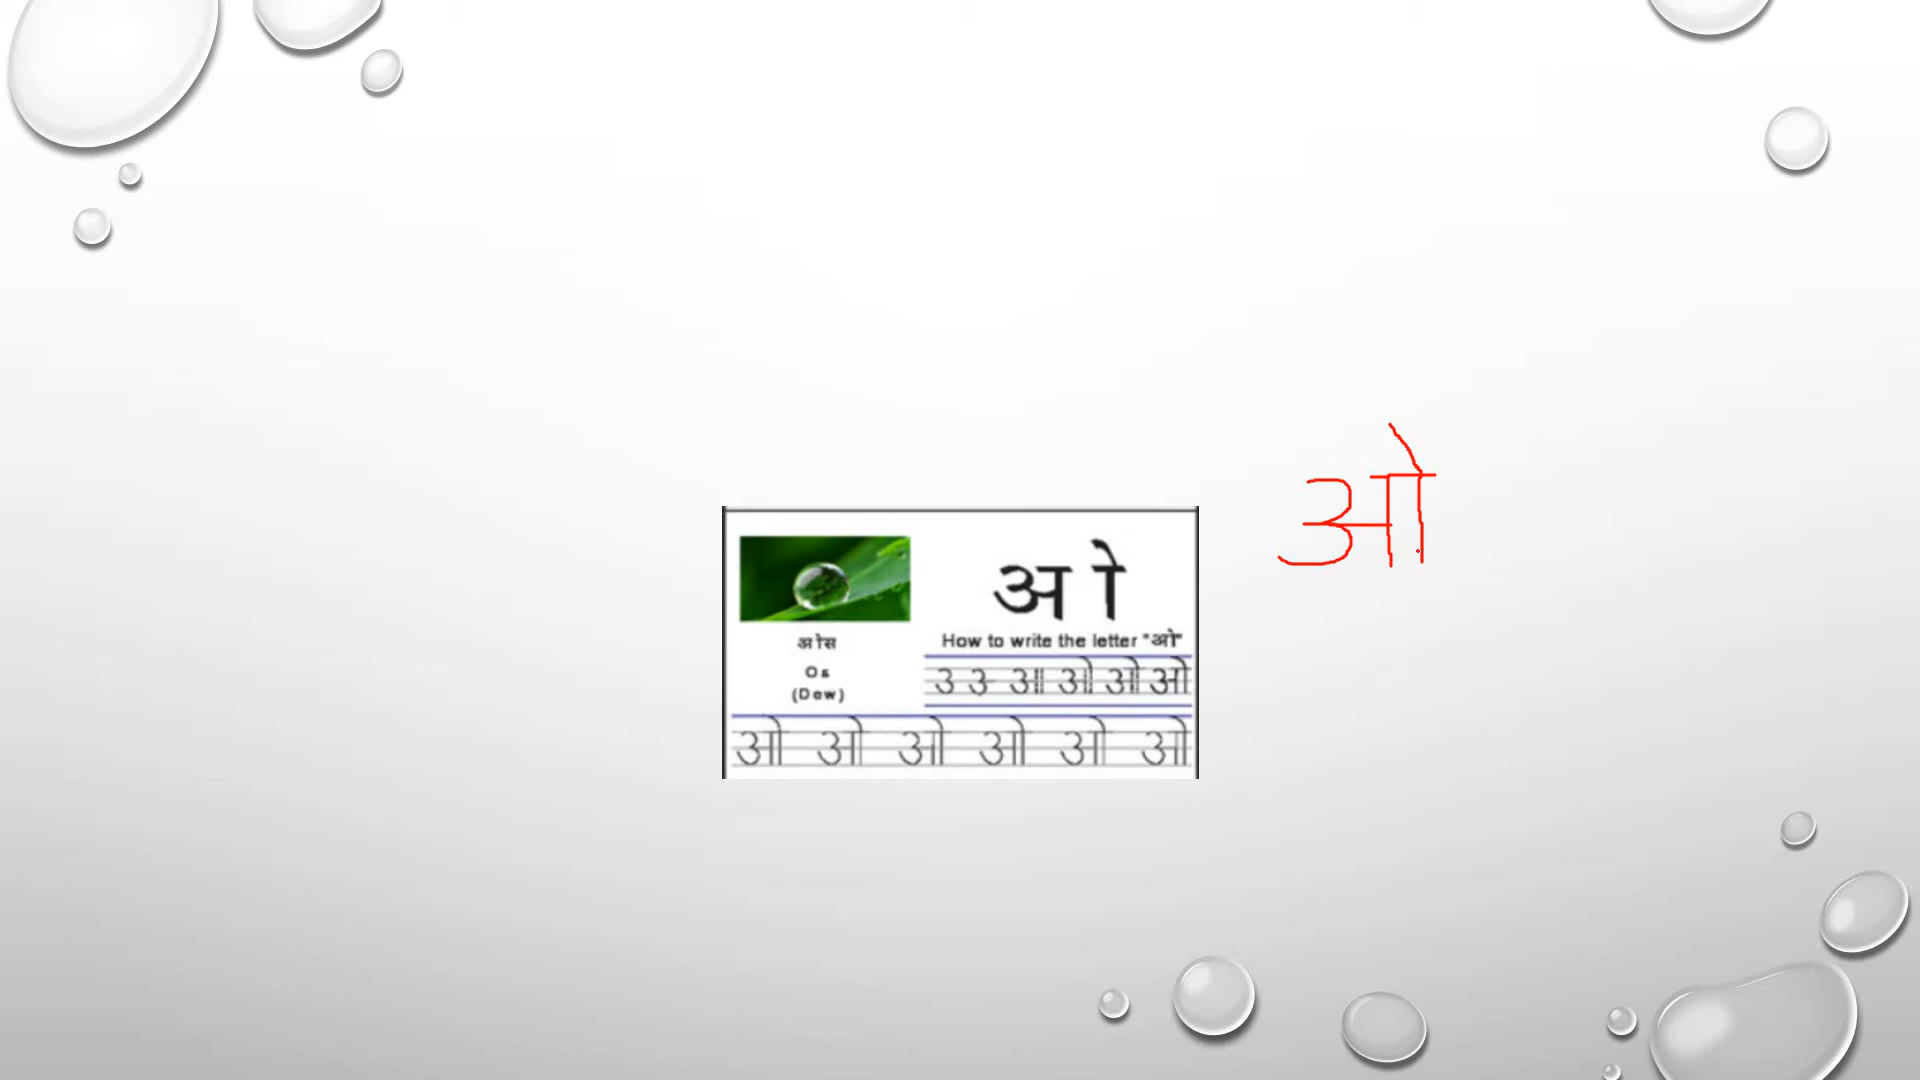 ओ
अ ो
ओस
How to write the letter "ओ"
Os
(Dew)
उ उ- आ ओ ओ ओ
ओ ओ ओ ओ ओ ओ